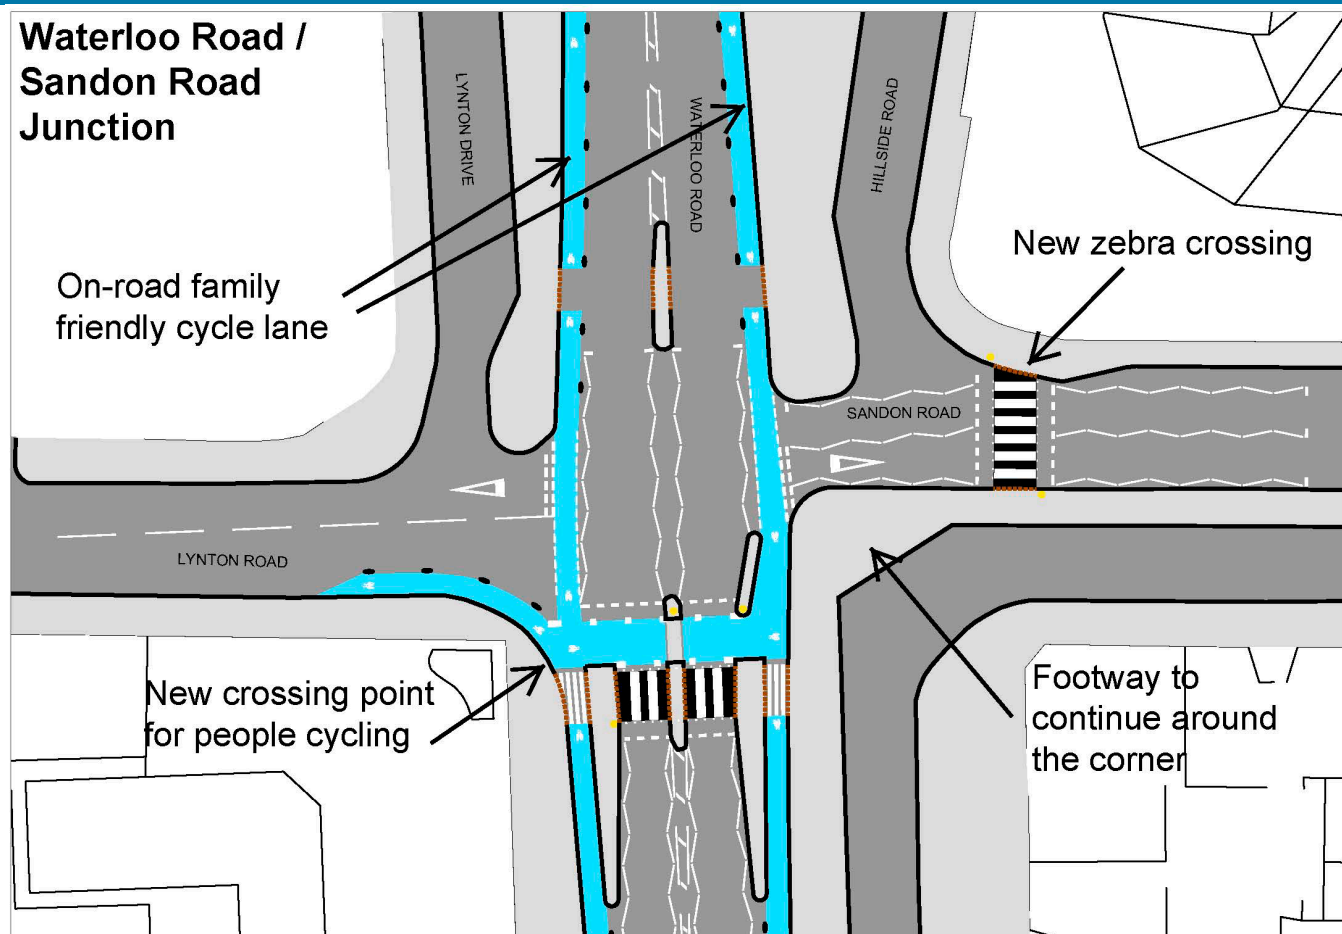 Waterloo Road /
Sandon Road
Junction
LYNTON DRIVE
WATERLOO ROAD
HILLSIDE ROAD
New zebra crossing
On-road family
friendly cycle lane
SANDON ROAD
LYNTON ROAD
New crossing point
for people cycling
Footway to
continue around
the corner